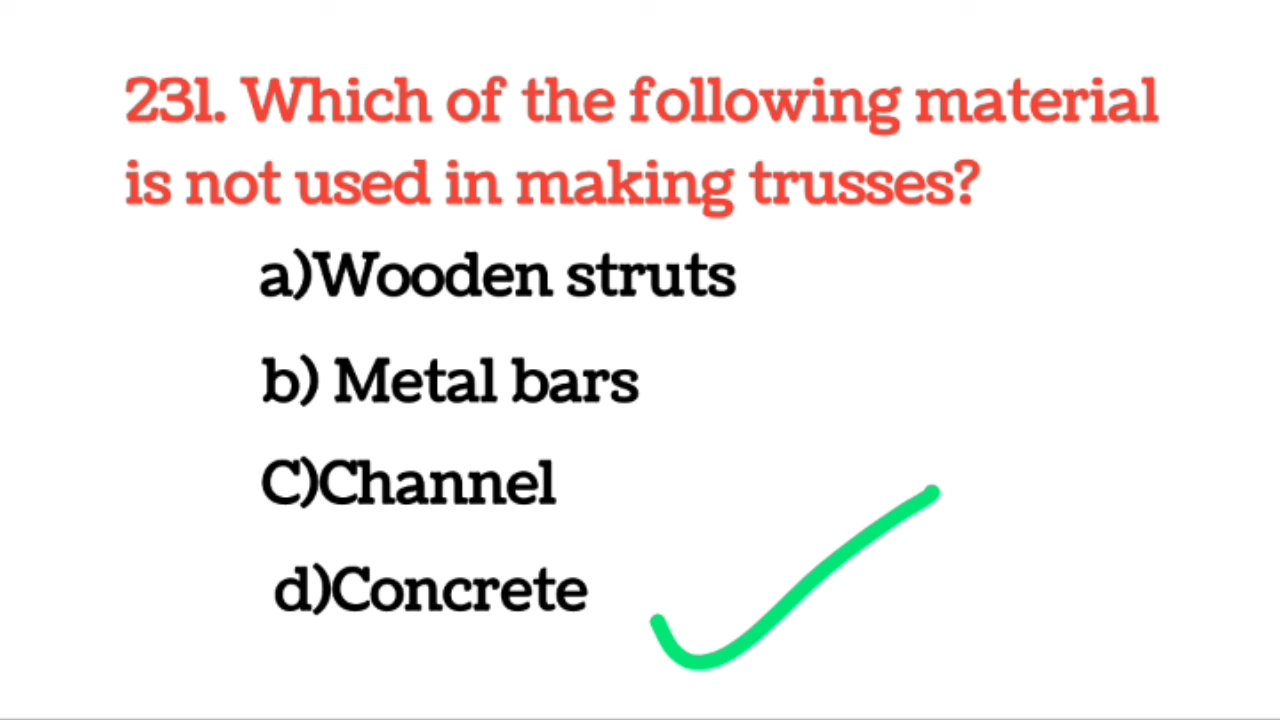 231. Which of the following material
is not used in making trusses?
a)Wooden struts
b) Metal bars
C)Channel
d)Concrete